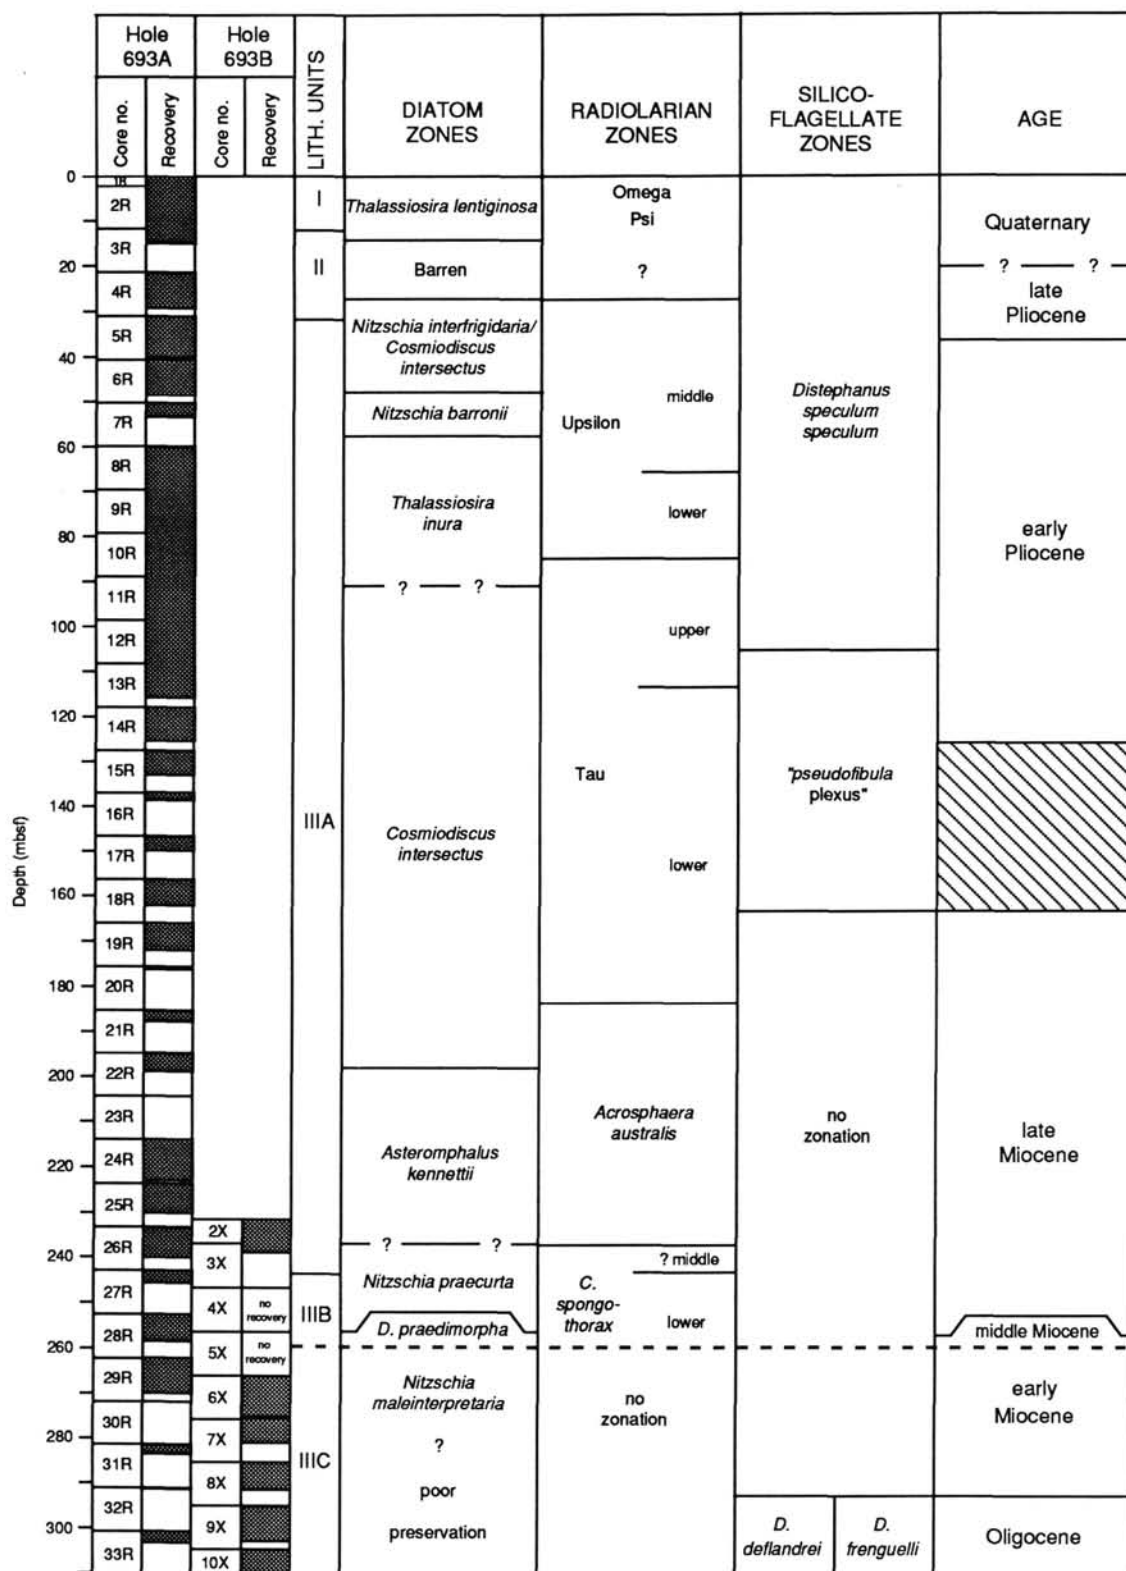 Hole
693A
Hole
693B
Core no.
Recovery
Core no.
Recovery
LITH. UNITS
DIATOM
ZONES
RADIOLARIAN
ZONES
SILICO-
FLAGELLATE
ZONES
AGE
Depth (mbsf)
0
20
40
60
80
100
120
140
160
180
200
220
240
260
280
300
1R
2R
3R
4R
5R
6R
7R
8R
9R
10R
11R
12R
13R
14R
15R
16R
17R
18R
19R
20R
21R
22R
23R
24R
25R
26R
27R
28R
29R
30R
31R
32R
33R
2X
3X
4X
5X
6X
7X
8X
9X
10X
no
recovery
no
recovery
I
II
IIIA
IIIB
IIIC
Thalassiosira lentiginosa
Barren
Nitzschia interfrigidaria/
Cosmiodiscus
intersectus
Nitzschia barronii
Thalassiosira
inura
? ?
Cosmiodiscus
intersectus
Asteromphalus
kennettii
? ?
Nitzschia praecurta
D. praedimorpha
Nitzschia
maleinterpretaria
?
poor
preservation
Omega
Psi
?
Upsilon
middle
lower
upper
Tau
lower
Acrosphaera
australis
? middle
C.
spongo-
thorax
lower
no
zonation
Distephanus
speculum
speculum
"pseudofibula
plexus"
no
zonation
D.
deflandrei
D.
frenguelli
Quaternary
? ?
late
Pliocene
early
Pliocene
late
Miocene
middle Miocene
early
Miocene
Oligocene